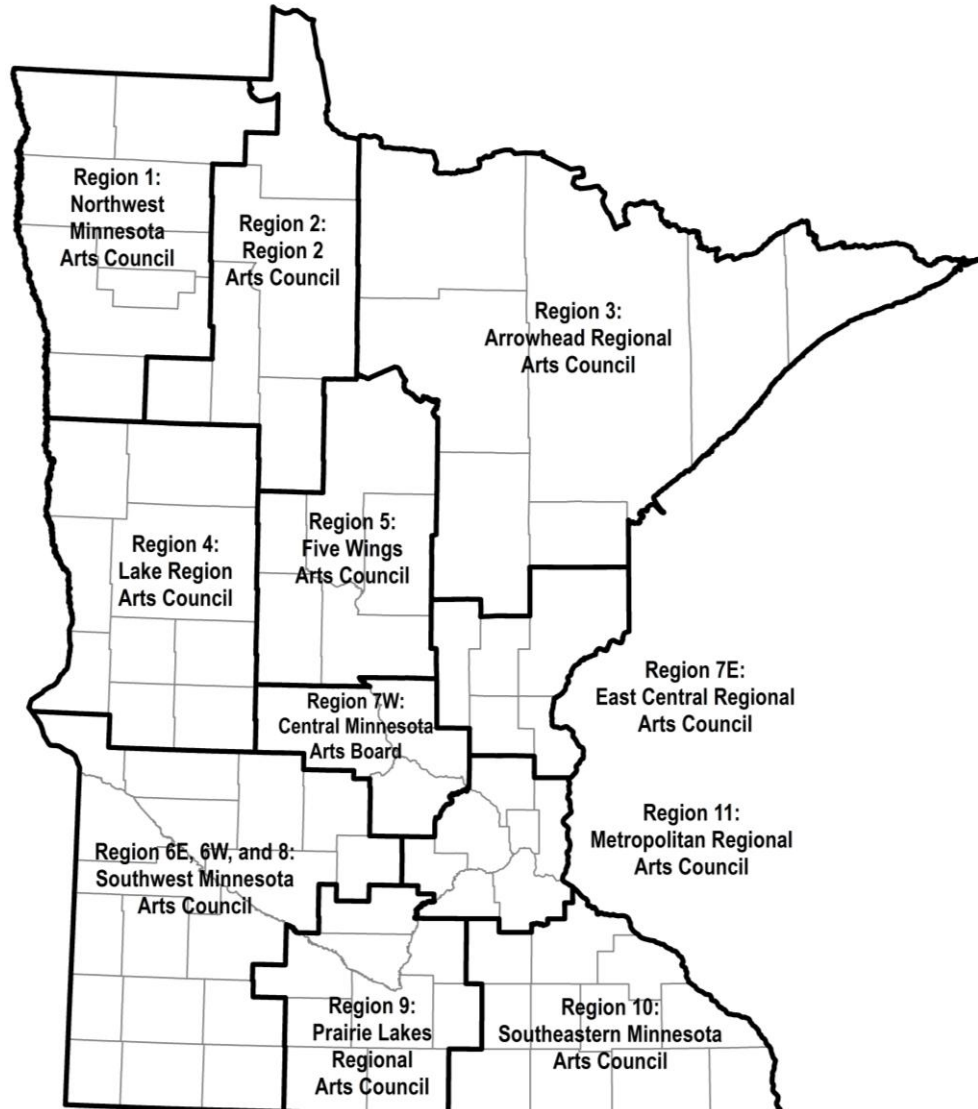 Region 1:
Northwest
Minnesota
Arts Council
Region 2:
Region 2
Arts Council
Region 3:
Arrowhead Regional
Arts Council
Region 4:
Lake Region
Arts Council
Region 5:
Five Wings
Arts Council
Region 7E:
East Central Regional
Arts Council
Region 7W:
Central Minnesota
Arts Board
Region 11:
Metropolitan Regional
Arts Council
Region 6E, 6W, and 8:
Southwest Minnesota
Arts Council
Region 9:
Prairie Lakes
Regional
Arts Council
Region 10:
Southeastern Minnesota
Arts Council